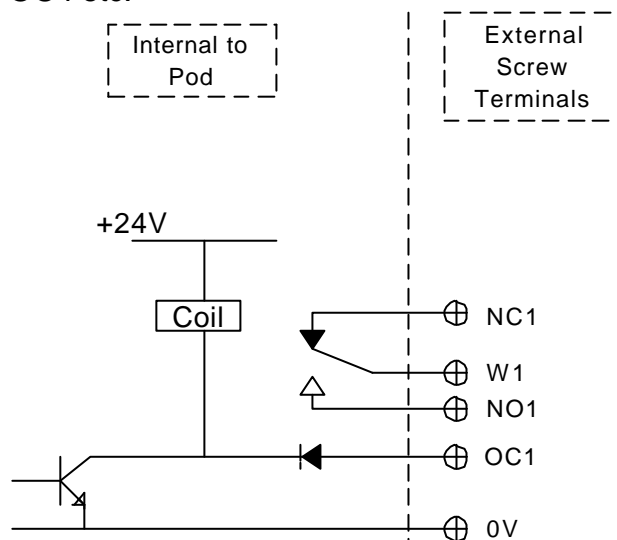 Internal to
Pod
External
Screw
Terminals
+24V
Coil
NC1
W1
NO1
OC1
0V